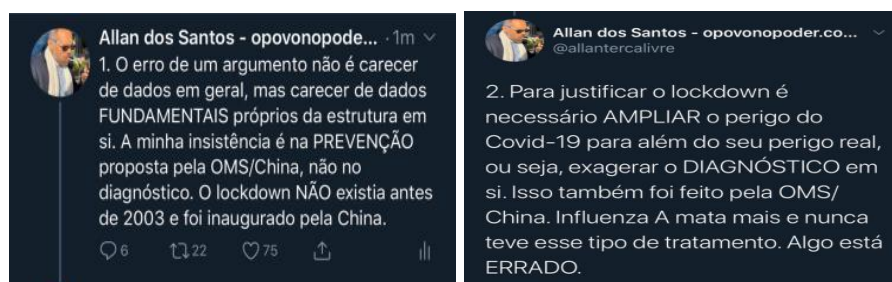 Allan dos Santos - opovonopode... · 1m
1. O erro de um argumento não é carecer
de dados em geral, mas carecer de dados
FUNDAMENTAIS próprios da estrutura em
si. A minha insistência é na PREVENÇÃO
proposta pela OMS/China, não no
diagnóstico. O lockdown NÃO existia antes
de 2003 e foi inaugurado pela China.
6 22 75
Allan dos Santos - opovonopoder.co...
@allantercalivre
2. Para justificar o lockdown é
necessário AMPLIAR o perigo do
Covid-19 para além do seu perigo real,
ou seja, exagerar o DIAGNÓSTICO em
si. Isso também foi feito pela OMS/
China. Influenza A mata mais e nunca
teve esse tipo de tratamento. Algo está
ERRADO.